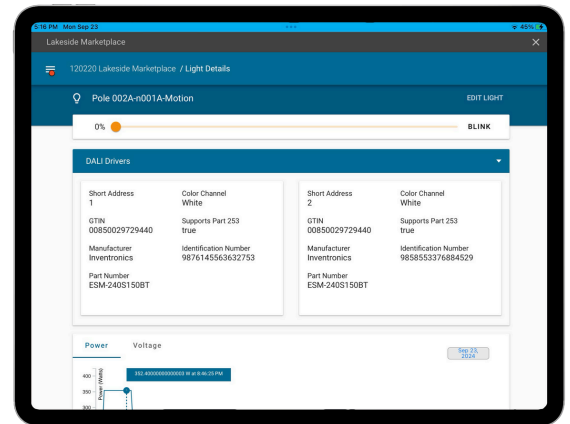 5:16 PM Mon Sep 23
45%
Lakeside Marketplace
120220 Lakeside Marketplace / Light Details
Pole 002A-n001A-Motion
EDIT LIGHT
0%
BLINK
DALI Drivers
Short Address
1
Color Channel
White
GTIN
00850029729440
Supports Part 253
true
Manufacturer
Inventronics
Identification Number
9876145563632753
Part Number
ESM-240S150BT
Short Address
2
Color Channel
White
GTIN
00850029729440
Supports Part 253
true
Manufacturer
Inventronics
Identification Number
9858553376884529
Part Number
ESM-240S150BT
Power
Voltage
Sep 23,
2024
400
352.40000000000003 W at 8:46:25 PM
350
Power (Watts)
300